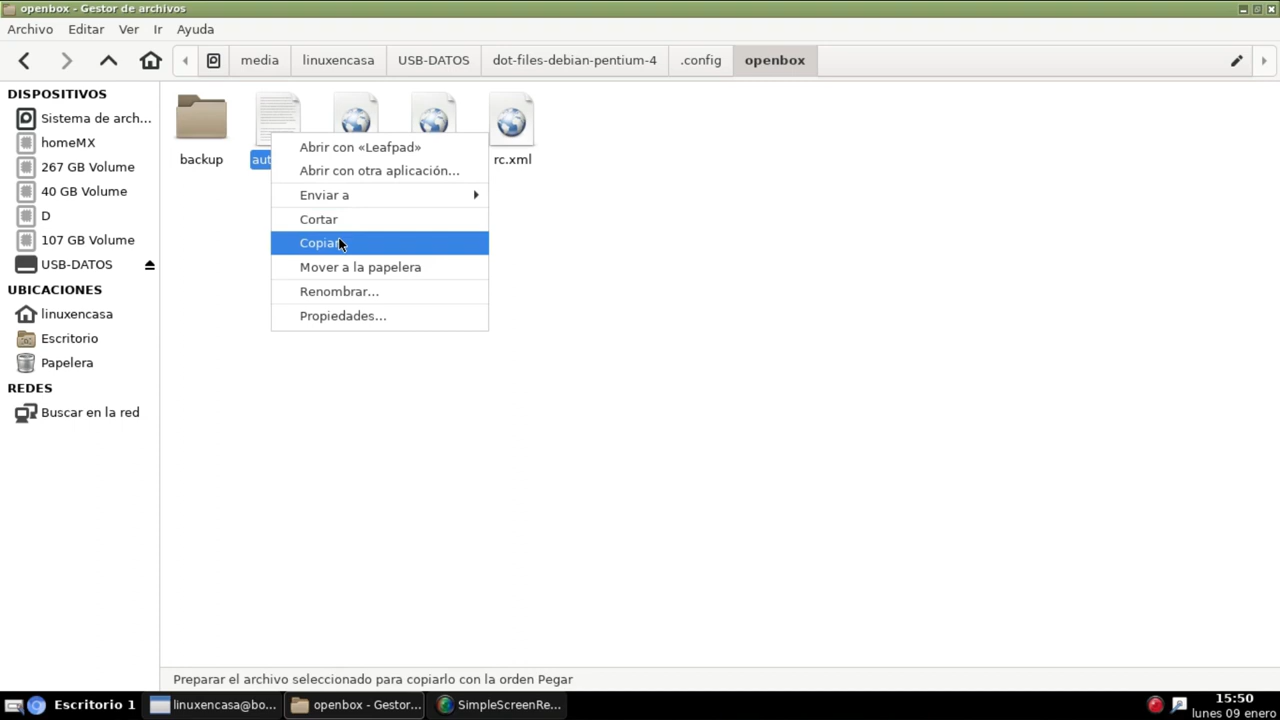 openbox - Gestor de archivos
Archivo Editar Ver Ir Ayuda
media linuxencasa USB-DATOS dot-files-debian-pentium-4 .config openbox
DISPOSITIVOS
Sistema de arch...
homeMX
267 GB Volume
40 GB Volume
D
107 GB Volume
USB-DATOS
UBICACIONES
linuxencasa
Escritorio
Papelera
REDES
Buscar en la red
backup
rc.xml
Abrir con «Leafpad»
Abrir con otra aplicación...
Enviar a
Cortar
Copiar
Mover a la papelera
Renombrar...
Propiedades...
Preparar el archivo seleccionado para copiarlo con la orden Pegar
Escritorio 1
linuxencasa@bo...
openbox - Gestor...
SimpleScreenRe...
15:50
lunes 09 enero